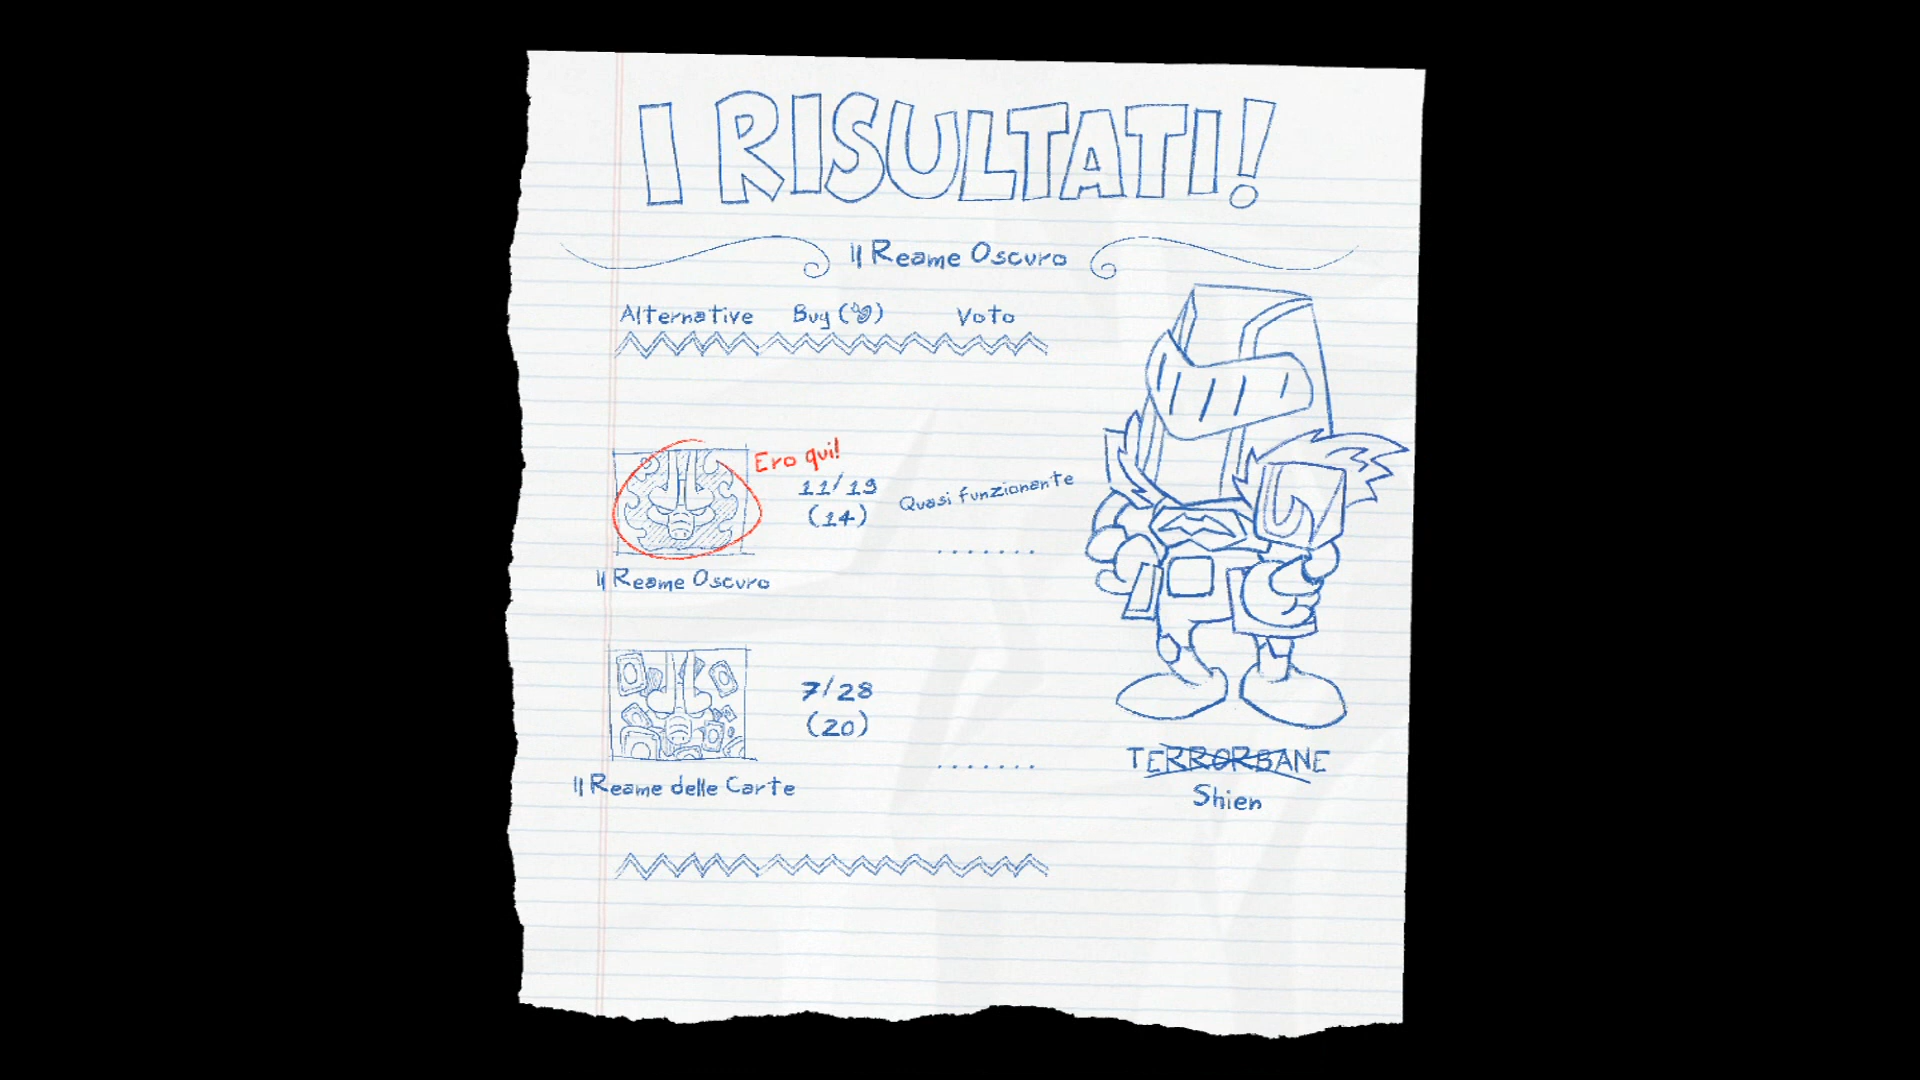 I RISULTATI!
Il Reame Oscuro
Alternative Bug ( ) Voto
Ero qui!
11/19 Quasi funzionante
(14)
.......
Il Reame Oscuro
7/28
(20)
.......
Il Reame delle Carte
TERRORBANE
Shien